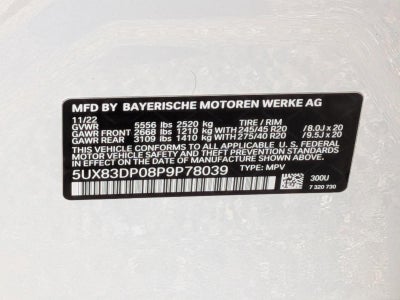 MFD BY BAYERISCHE MOTOREN WERKE AG
11/22
GVWR 5556 lbs 2520 kg TIRE / RIM
GAWR FRONT 2668 lbs 1210 kg WITH 245/45 R20 /8.0J x 20
GAWR REAR 3109 lbs 1410 kg WITH 275/40 R20 /9.5J x 20
THIS VEHICLE CONFORMS TO ALL APPLICABLE U. S. FEDERAL
MOTOR VEHICLE SAFETY AND THEFT PREVENTION STANDARDS
IN EFFECT ON THE DATE OF MANUFACTURE SHOWN ABOVE.
5UX83DP08P9P78039 TYPE: MPV
300U
7 320 730